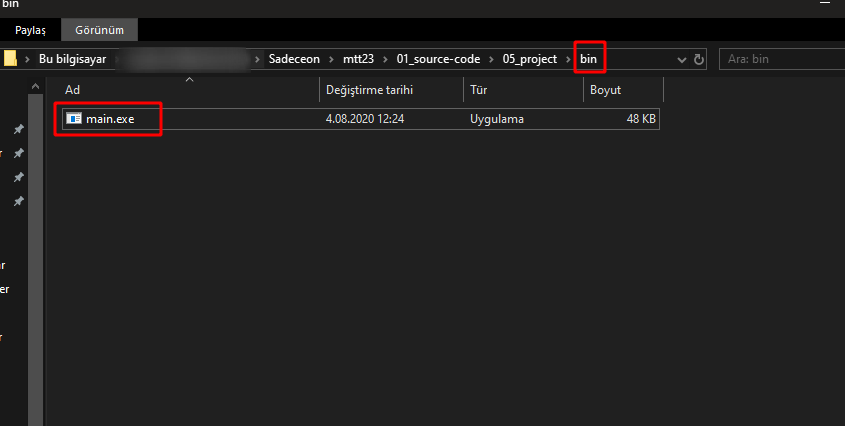 bin
Paylaş Görünüm
Bu bilgisayar Sadeceon mtt23 01_source-code 05_project bin Ara: bin
Ad Değiştirme tarihi Tür Boyut
main.exe 4.08.2020 12:24 Uygulama 48 KB
r
ar
er
r